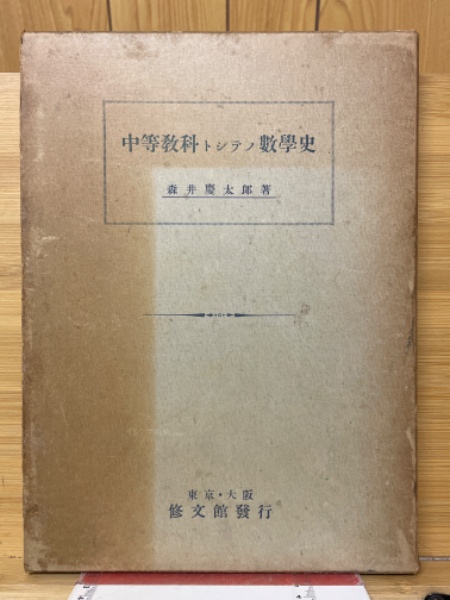 中等敎科トシテノ數學史
森井慶太郎著
東京・大阪
修文館發行